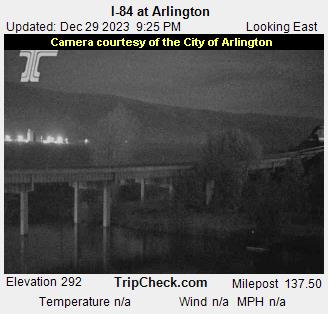 I-84 at Arlington
Updated: Dec 29 2023 9:25 PM Looking East
Camera courtesy of the City of Arlington
Elevation 292 TripCheck.com Milepost 137.50
Temperature n/a Wind n/a MPH n/a